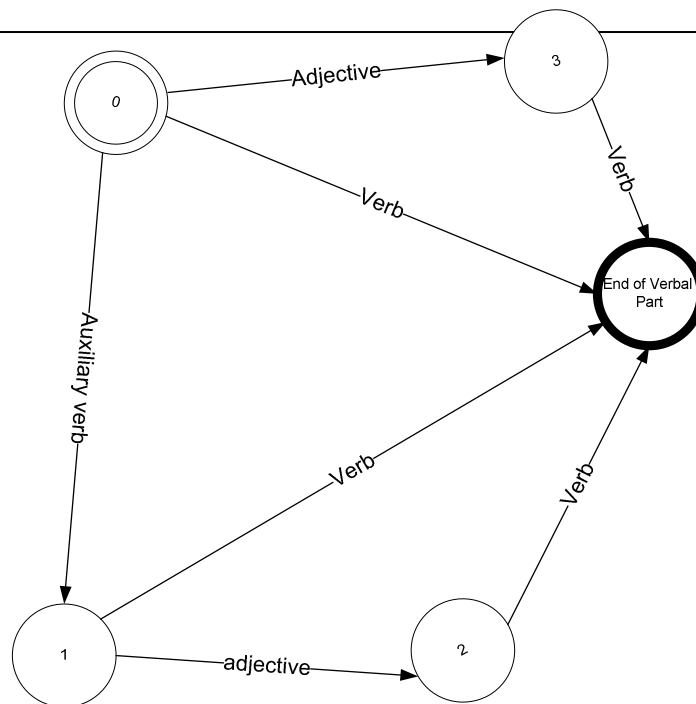 3
Adjective
0
Verb
Verb
End of Verbal
Part
Auxiliary verb
Verb
Verb
1
adjective
2